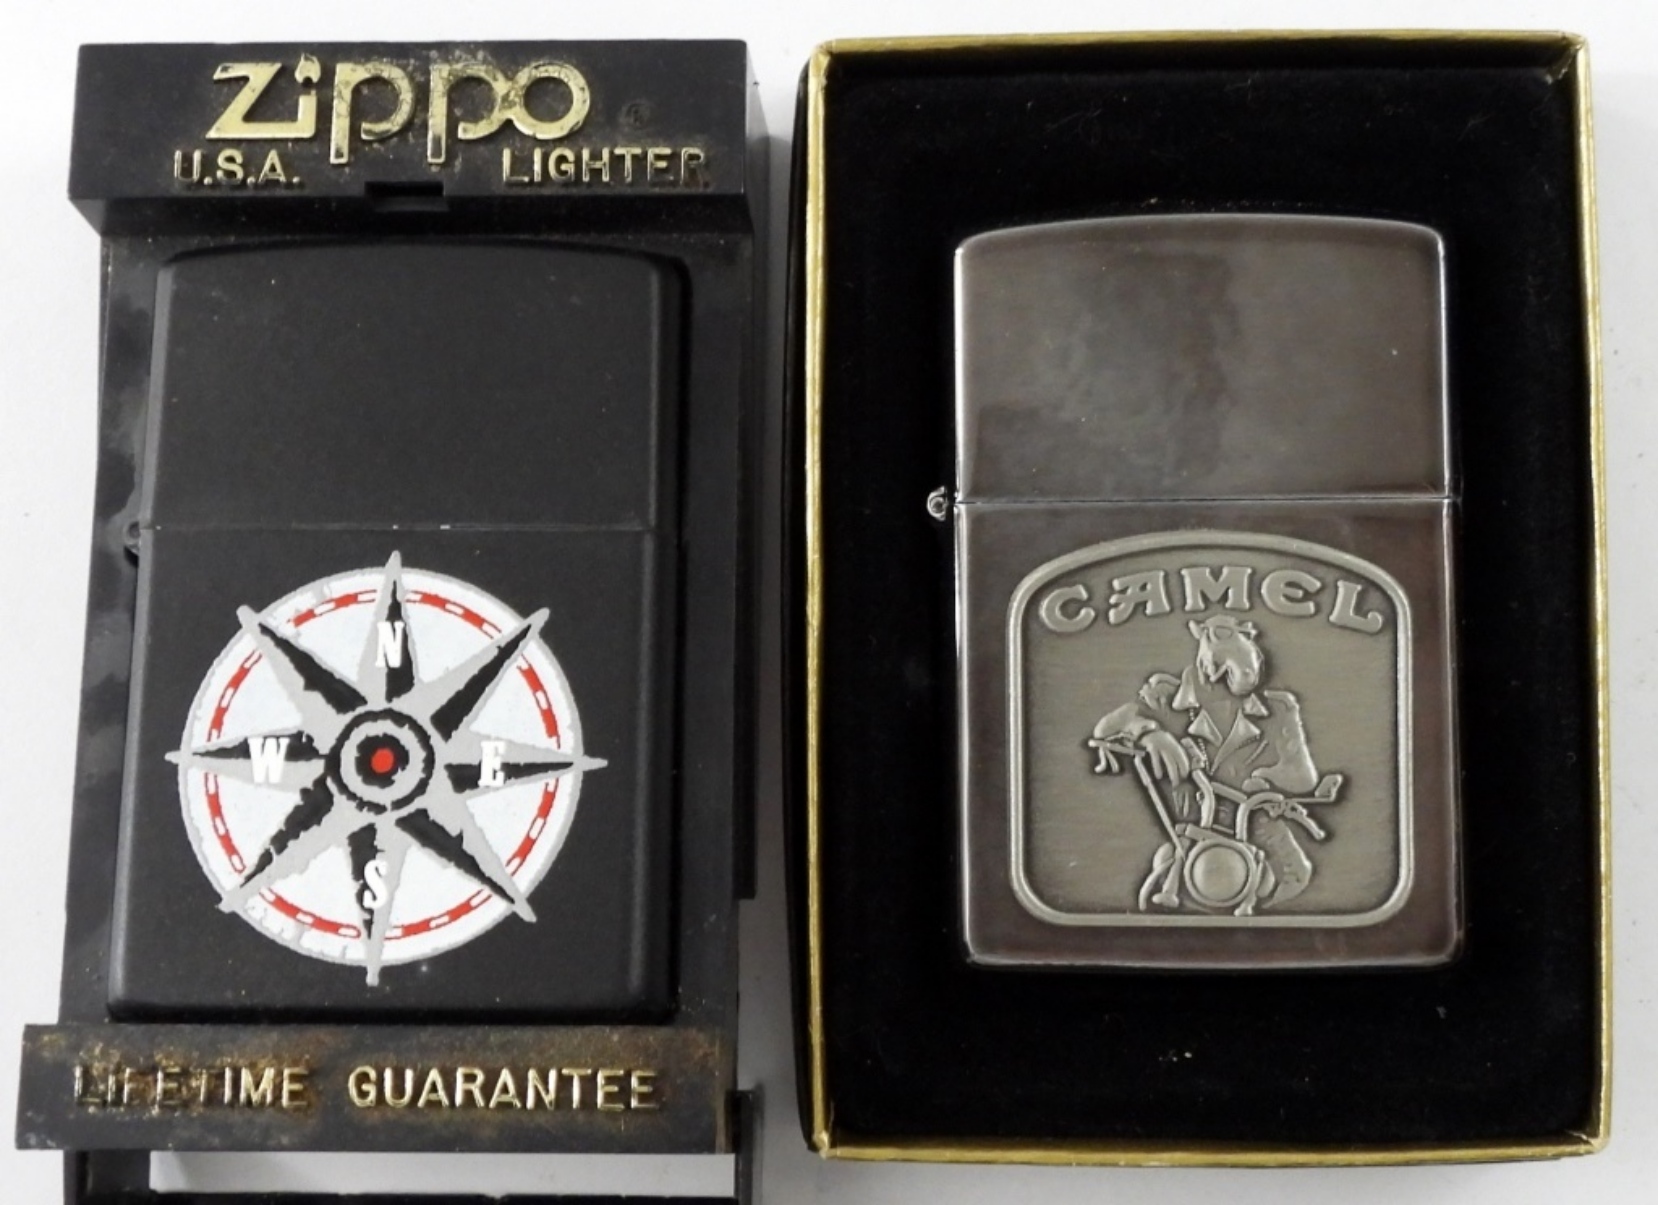 Zippo
U.S.A. LIGHTER
N
W E
S
LIFETIME GUARANTEE
CAMEL